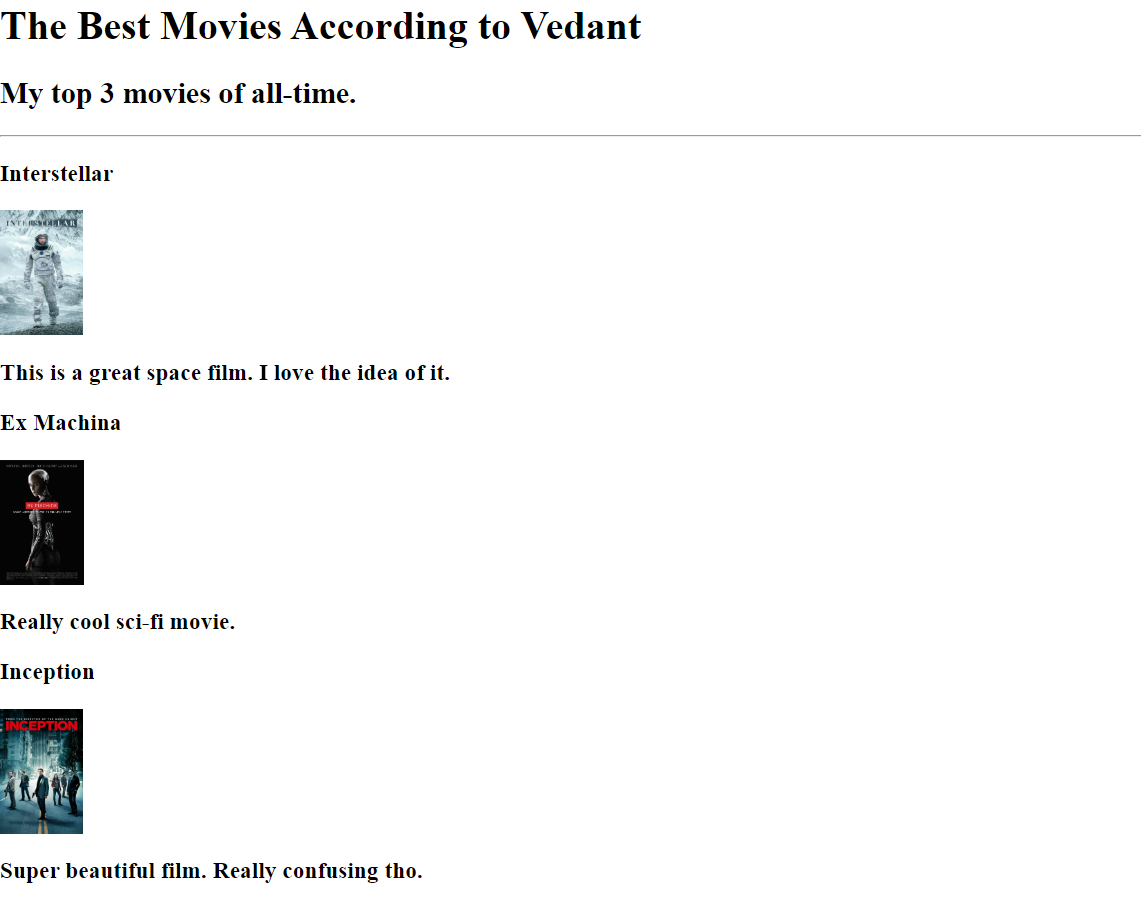 The Best Movies According to Vedant
My top 3 movies of all-time.
Interstellar
INTERSTELLAR
This is a great space film. I love the idea of it.
Ex Machina
Really cool sci-fi movie.
Inception
INCEPTION
Super beautiful film. Really confusing tho.